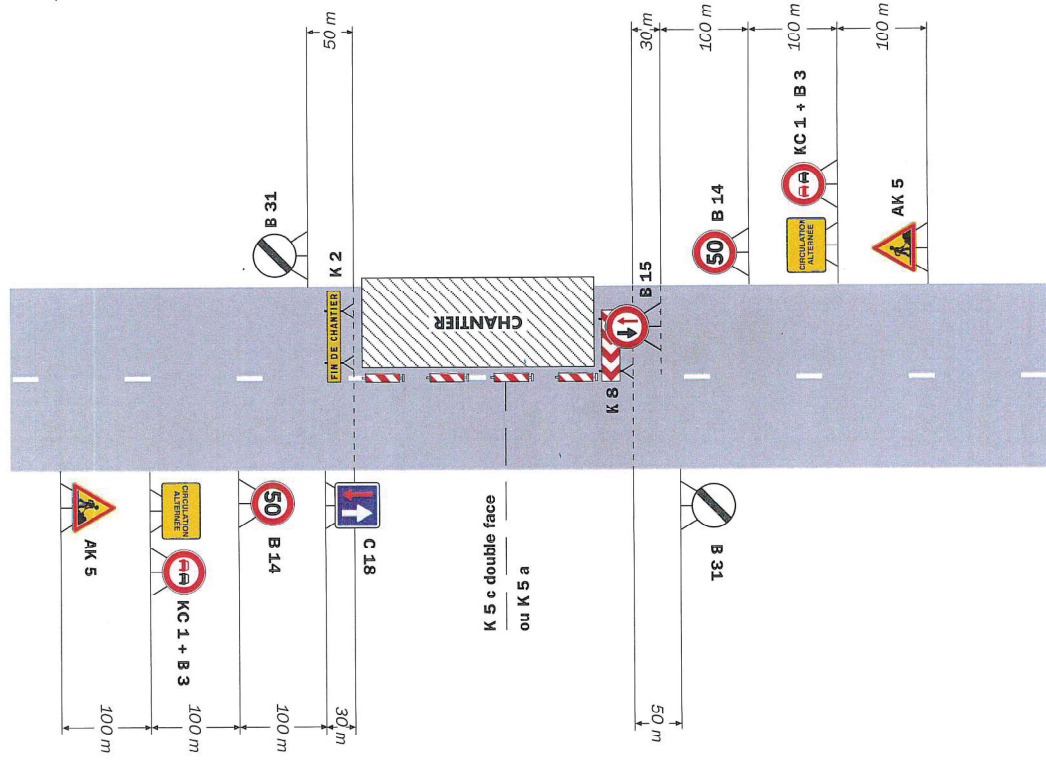 50 m
30 m
100 m
100 m
100 m
B 31
K 2
B 15
B 14
KC 1 + B 3
AK 5
50
CIRCULATION
ALTERNÉE
FIN DE CHANTIER
CHANTIER
K 8
AK 5
CIRCULATION
ALTERNÉE
KC 1 + B 3
50
B 14
C 18
K 5 c double face
ou K 5 a
B 31
100 m
100 m
100 m
30 m
50 m